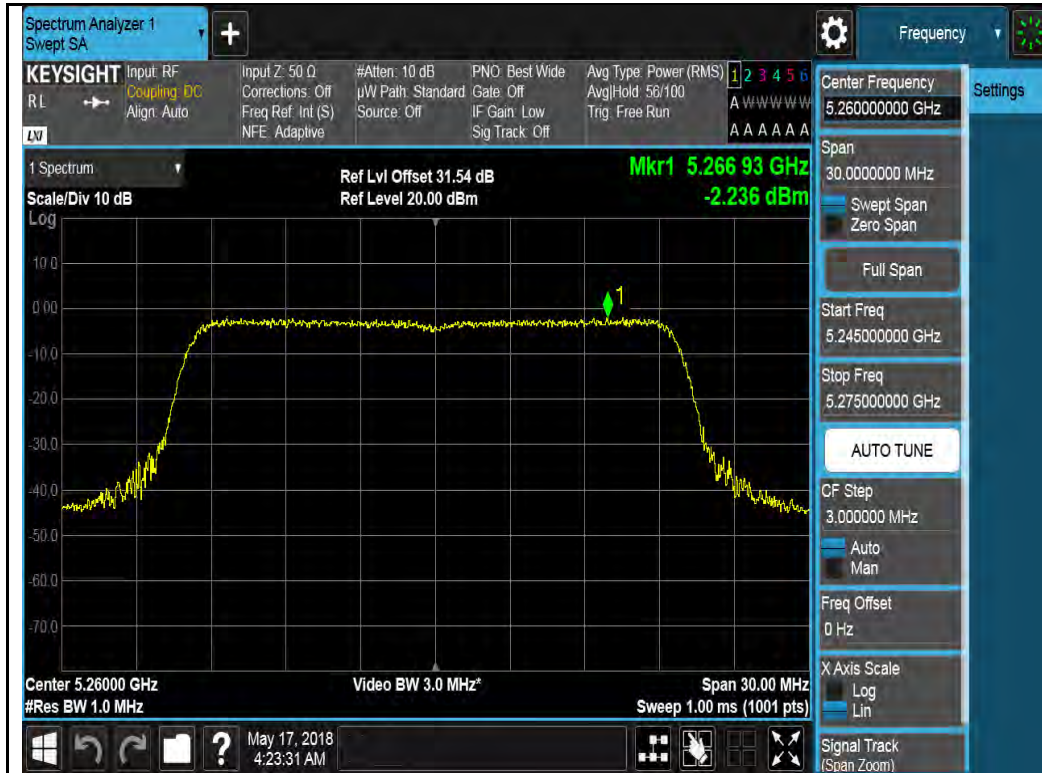 Spectrum Analyzer 1
Swept SA
+
Frequency
KEYSIGHT
RL
LXI
Input: RF
Coupling: DC
Align: Auto
Input Z: 50 Ω
Corrections: Off
Freq Ref: Int (S)
NFE: Adaptive
#Atten: 10 dB
µW Path: Standard
Source: Off
PNO: Best Wide
Gate: Off
IF Gain: Low
Sig Track: Off
Avg Type: Power (RMS)
Avg|Hold: 56/100
Trig: Free Run
1 2 3 4 5 6
A W W W W W
A A A A A A
1 Spectrum
Scale/Div 10 dB
Log
Ref Lvl Offset 31.54 dB
Ref Level 20.00 dBm
Mkr1 5.266 93 GHz
-2.236 dBm
10.0
0.00
-10.0
-20.0
-30.0
-40.0
-50.0
-60.0
-70.0
1
Center 5.26000 GHz
#Res BW 1.0 MHz
Video BW 3.0 MHz*
Span 30.00 MHz
Sweep 1.00 ms (1001 pts)
?
May 17, 2018
4:23:31 AM
Center Frequency
5.260000000 GHz
Settings
Span
30.0000000 MHz
Swept Span
Zero Span
Full Span
Start Freq
5.245000000 GHz
Stop Freq
5.275000000 GHz
AUTO TUNE
CF Step
3.000000 MHz
Auto
Man
Freq Offset
0 Hz
X Axis Scale
Log
Lin
Signal Track
(Span Zoom)